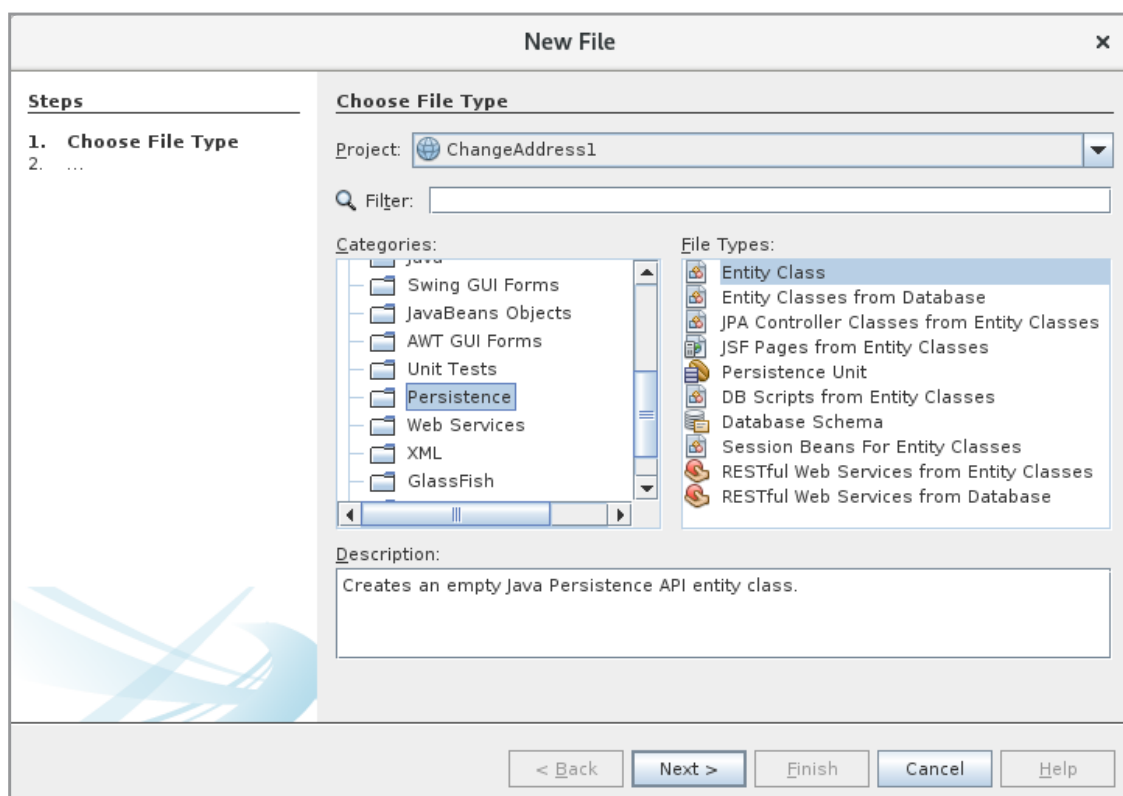 New File
Steps
1. Choose File Type
2. ...
Choose File Type
Project: ChangeAddress1
Filter:
Categories:
Java
Swing GUI Forms
JavaBeans Objects
AWT GUI Forms
Unit Tests
Persistence
Web Services
XML
GlassFish
File Types:
Entity Class
Entity Classes from Database
JPA Controller Classes from Entity Classes
JSF Pages from Entity Classes
Persistence Unit
DB Scripts from Entity Classes
Database Schema
Session Beans For Entity Classes
RESTful Web Services from Entity Classes
RESTful Web Services from Database
Description:
Creates an empty Java Persistence API entity class.
< Back Next > Finish Cancel Help